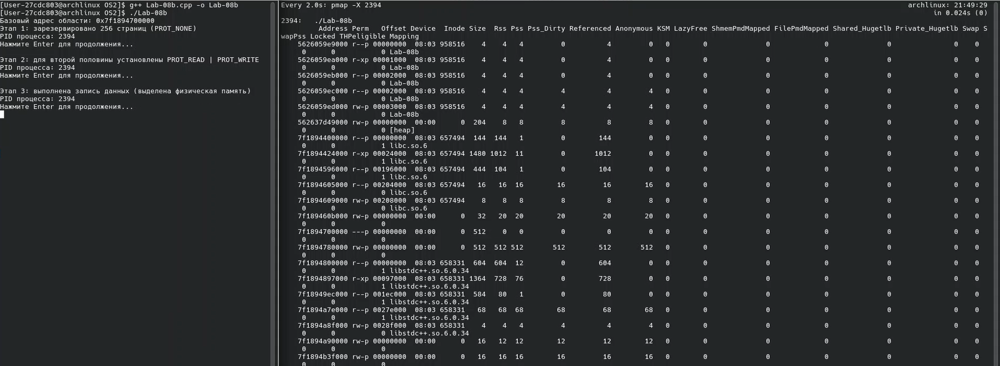 [User-27cdc803@archlinux OS2]$ g++ Lab-08b.cpp -o Lab-08b
[User-27cdc803@archlinux OS2]$ ./Lab-08b
Базовый адрес области: 0x7f1894700000
Этап 1: зарезервировано 256 страниц (PROT_NONE)
PID процесса: 2394
Нажмите Enter для продолжения...
Этап 2: для второй половины установлены PROT_READ | PROT_WRITE
PID процесса: 2394
Нажмите Enter для продолжения...
Этап 3: выполнена запись данных (выделена физическая память)
PID процесса: 2394
Нажмите Enter для продолжения...
Every 2.0s: pmap -X 2394 archlinux: 21:49:29
in 0.024s (0)
2394: ./Lab-08b
Address Perm Offset Device Inode Size Rss Pss Pss_Dirty Referenced Anonymous KSM LazyFree ShmemPmdMapped FilePmdMapped Shared_Hugetlb Private_Hugetlb Swap S
wapPss Locked THPeligible Mapping
5626059e9000 r--p 00000000 08:03 958516 4 4 4 0 4 0 0 0 0 0 0 0 0
0 0 0 Lab-08b
5626059ea000 r-xp 00001000 08:03 958516 4 4 4 0 4 0 0 0 0 0 0 0 0
0 0 0 Lab-08b
5626059eb000 r--p 00002000 08:03 958516 4 4 4 0 4 0 0 0 0 0 0 0 0
0 0 0 Lab-08b
5626059ec000 r--p 00002000 08:03 958516 4 4 4 4 4 4 0 0 0 0 0 0 0
0 0 0 Lab-08b
5626059ed000 rw-p 00003000 08:03 958516 4 4 4 4 4 4 0 0 0 0 0 0 0
0 0 0 Lab-08b
562637d49000 rw-p 00000000 00:00 0 204 8 8 8 8 8 0 0 0 0 0 0 0
0 0 0 [heap]
7f1894400000 r--p 00000000 08:03 657494 144 144 1 0 144 0 0 0 0 0 0 0 0
0 0 1 libc.so.6
7f1894424000 r-xp 00024000 08:03 657494 1480 1012 11 0 1012 0 0 0 0 0 0 0 0
0 0 1 libc.so.6
7f1894596000 r--p 00196000 08:03 657494 444 104 1 0 104 0 0 0 0 0 0 0 0
0 0 1 libc.so.6
7f1894605000 r--p 00204000 08:03 657494 16 16 16 16 16 16 0 0 0 0 0 0 0
0 0 0 libc.so.6
7f1894609000 rw-p 00208000 08:03 657494 8 8 8 8 8 8 0 0 0 0 0 0 0
0 0 0 libc.so.6
7f189460b000 rw-p 00000000 00:00 0 32 20 20 20 20 20 0 0 0 0 0 0 0
0 0 0
7f1894700000 ---p 00000000 00:00 0 512 0 0 0 0 0 0 0 0 0 0 0 0
0 0 0
7f1894780000 rw-p 00000000 00:00 0 512 512 512 512 512 512 0 0 0 0 0 0 0
0 0 0
7f1894800000 r--p 00000000 08:03 658331 604 604 12 0 604 0 0 0 0 0 0 0 0
0 0 1 libstdc++.so.6.0.34
7f1894897000 r-xp 00097000 08:03 658331 1364 728 76 0 728 0 0 0 0 0 0 0 0
0 0 1 libstdc++.so.6.0.34
7f18949ec000 r--p 001ec000 08:03 658331 584 80 1 0 80 0 0 0 0 0 0 0 0
0 0 1 libstdc++.so.6.0.34
7f1894a7e000 r--p 0027e000 08:03 658331 68 68 68 68 68 68 0 0 0 0 0 0 0
0 0 1 libstdc++.so.6.0.34
7f1894a8f000 rw-p 0028f000 08:03 658331 4 4 4 4 4 4 0 0 0 0 0 0 0
0 0 0 libstdc++.so.6.0.34
7f1894a90000 rw-p 00000000 00:00 0 16 12 12 12 12 12 0 0 0 0 0 0 0
0 0 0
7f1894b3f000 rw-p 00000000 00:00 0 16 16 16 16 16 16 0 0 0 0 0 0 0
0 0 0